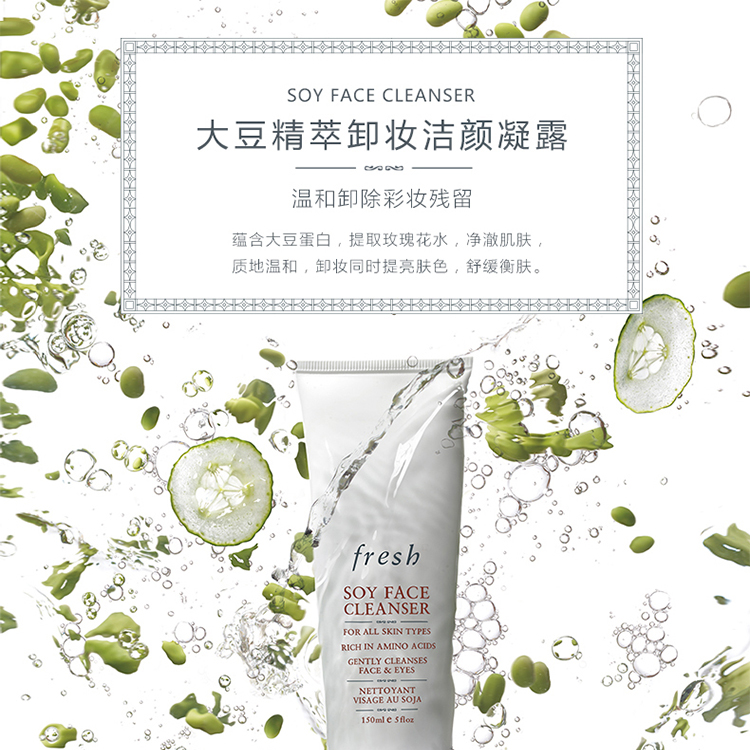 SOY FACE CLEANSER
大豆精萃卸妆洁颜凝露
温和卸除彩妆残留
蕴含大豆蛋白，提取玫瑰花水，净澈肌肤，
质地温和，卸妆同时提亮肤色，舒缓衡肤。
fresh
SOY FACE
CLEANSER
FOR ALL SKIN TYPES
RICH IN AMINO ACIDS
GENTLY CLEANSES
FACE & EYES
NETTOYANT
VISAGE AU SOJA
150ml e 5 floz